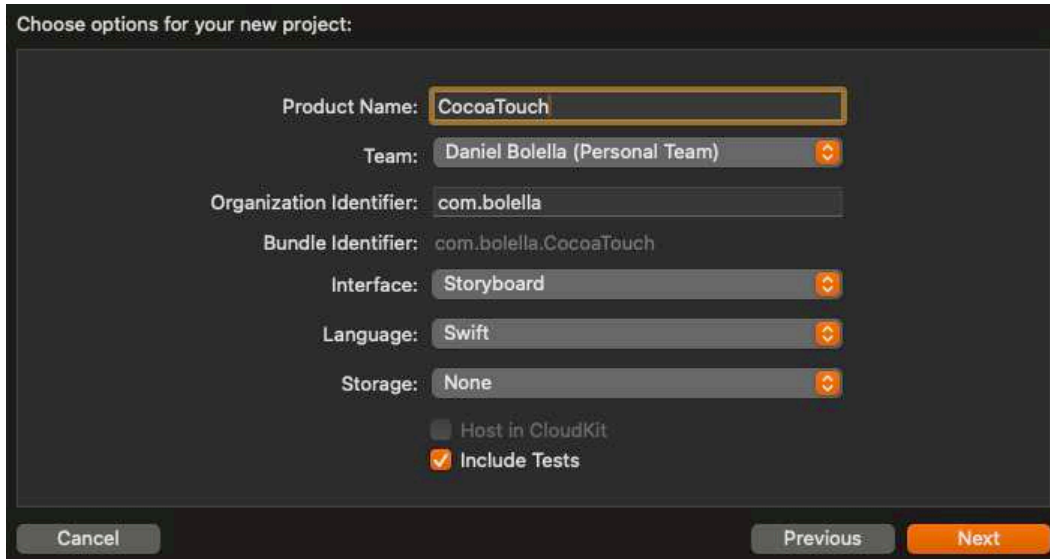 Choose options for your new project:
Product Name: CocoaTouch
Team: Daniel Bolella (Personal Team)
Organization Identifier: com.bolella
Bundle Identifier: com.bolella.CocoaTouch
Interface: Storyboard
Language: Swift
Storage: None
Host in CloudKit
Include Tests
Cancel Previous Next